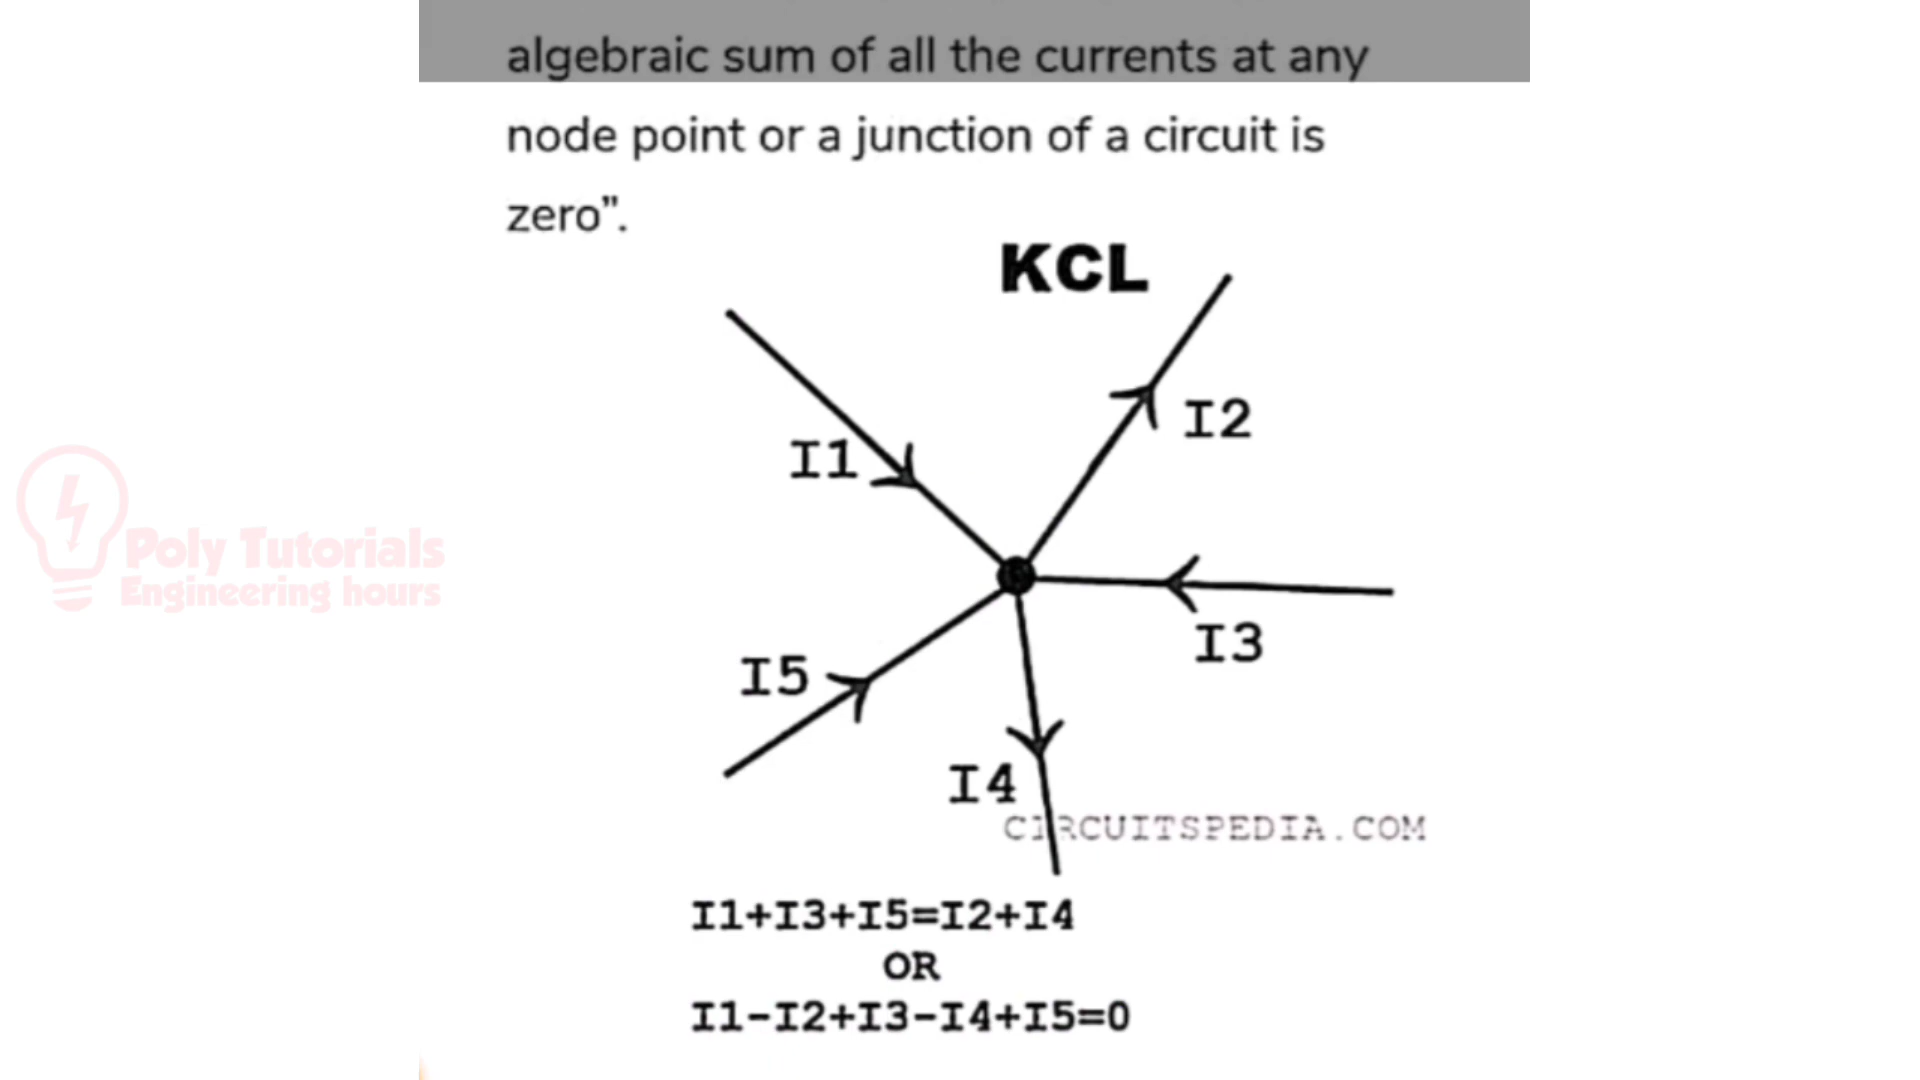 algebraic sum of all the currents at any
node point or a junction of a circuit is
zero”.
KCL
I1
I2
I3
I5
I4
CIRCUITSPEDIA.COM
I1+I3+I5=I2+I4
OR
I1-I2+I3-I4+I5=0
Poly Tutorials
Engineering hours